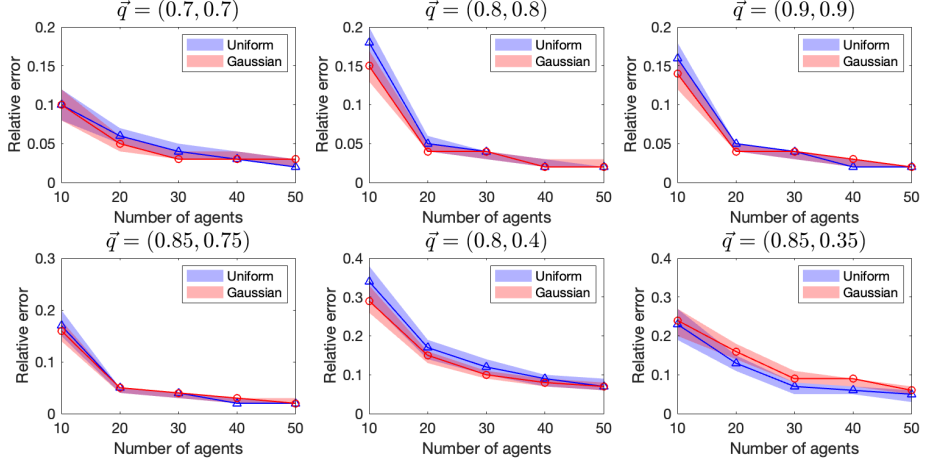 q⃗ = (0.7, 0.7)
Relative error
0.2
0.15
0.1
0.05
0
Uniform
Gaussian
10 20 30 40 50
Number of agents
q⃗ = (0.8, 0.8)
Relative error
0.2
0.15
0.1
0.05
0
Uniform
Gaussian
10 20 30 40 50
Number of agents
q⃗ = (0.9, 0.9)
Relative error
0.2
0.15
0.1
0.05
0
Uniform
Gaussian
10 20 30 40 50
Number of agents
q⃗ = (0.85, 0.75)
Relative error
0.3
0.2
0.1
0
Uniform
Gaussian
10 20 30 40 50
Number of agents
q⃗ = (0.8, 0.4)
Relative error
0.4
0.3
0.2
0.1
0
Uniform
Gaussian
10 20 30 40 50
Number of agents
q⃗ = (0.85, 0.35)
Relative error
0.4
0.3
0.2
0.1
0
Uniform
Gaussian
10 20 30 40 50
Number of agents